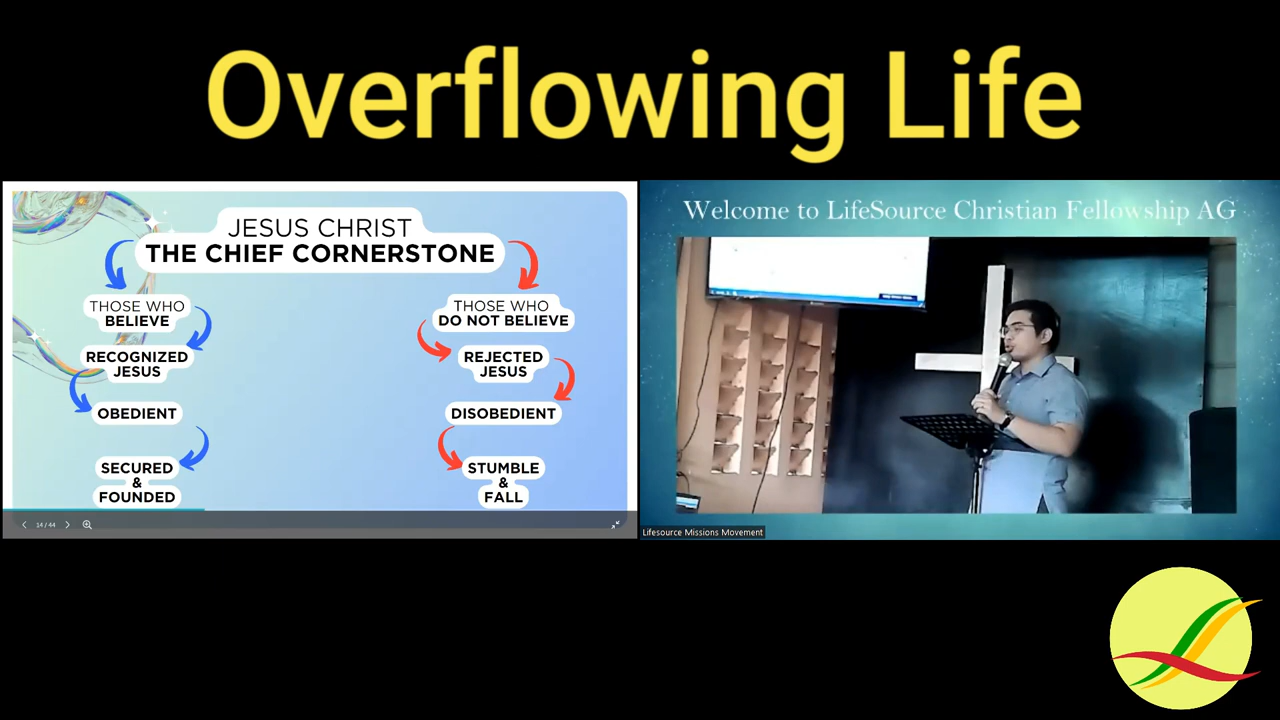 Overflowing Life
JESUS CHRIST
THE CHIEF CORNERSTONE
THOSE WHO
BELIEVE
RECOGNIZED
JESUS
OBEDIENT
SECURED
&
FOUNDED
THOSE WHO
DO NOT BELIEVE
REJECTED
JESUS
DISOBEDIENT
STUMBLE
&
FALL
14 / 44
Welcome to LifeSource Christian Fellowship AG
Lifesource Missions Movement